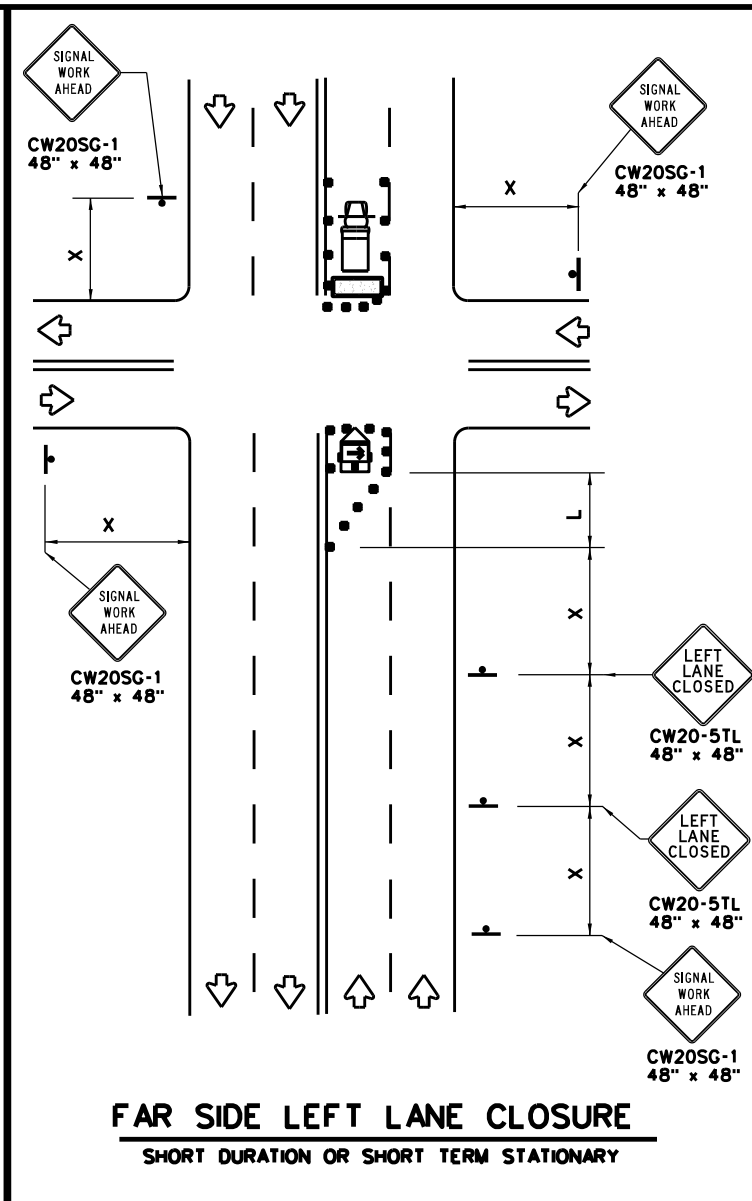 SIGNAL
WORK
AHEAD
CW20SG-1
48" x 48"
X
SIGNAL
WORK
AHEAD
CW20SG-1
48" x 48"
X
X
SIGNAL
WORK
AHEAD
CW20SG-1
48" x 48"
L
X
LEFT
LANE
CLOSED
CW20-5TL
48" x 48"
X
LEFT
LANE
CLOSED
CW20-5TL
48" x 48"
X
SIGNAL
WORK
AHEAD
CW20SG-1
48" x 48"
FAR SIDE LEFT LANE CLOSURE
SHORT DURATION OR SHORT TERM STATIONARY